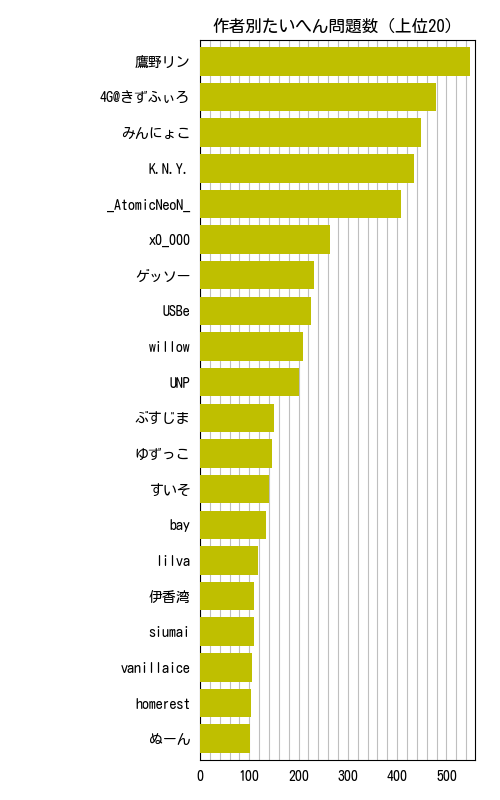 作者別たいへん問題数 (上位20)
鷹野リン
4G@きずふぃろ
みんにょこ
K.N.Y.
_AtomicNeoN_
x0_000
ゲッソー
USBe
willow
UNP
ぶすじま
ゆずっこ
すいそ
bay
lilva
伊香湾
siumai
vanillaice
homerest
ぬーん
0 100 200 300 400 500